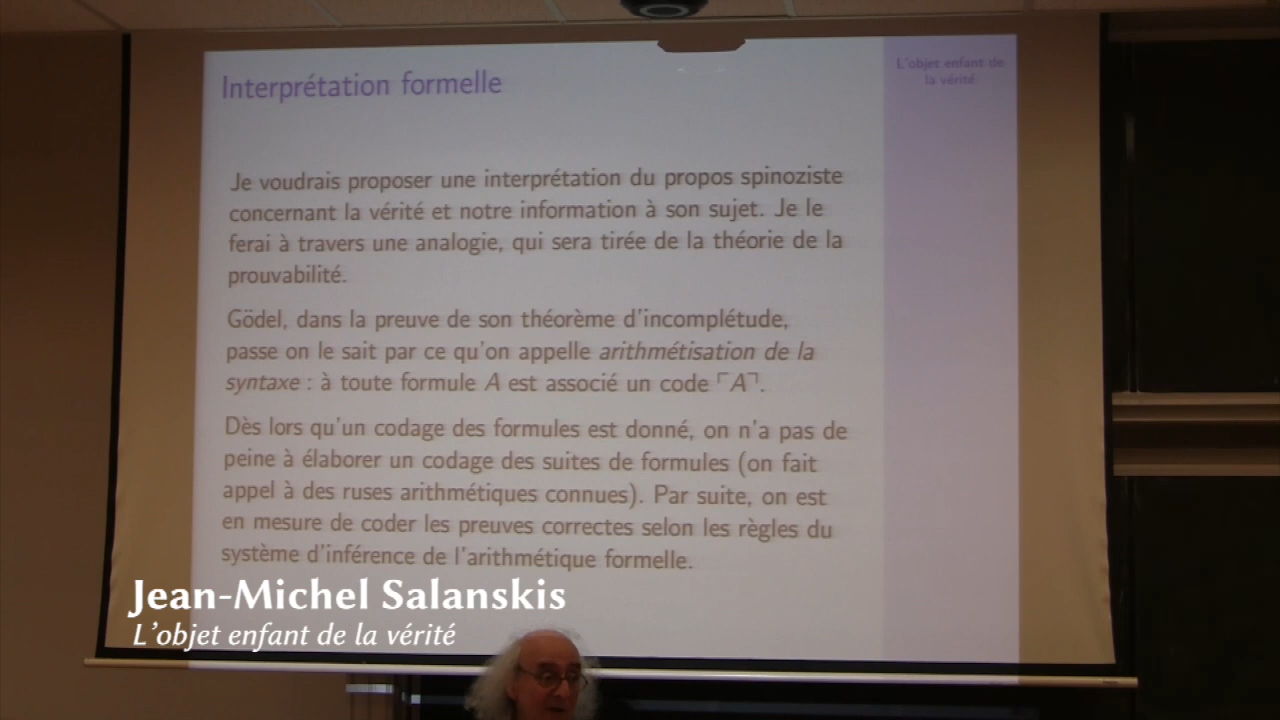 Interprétation formelle
L'objet enfant de
la vérité
Je voudrais proposer une interprétation du propos spinoziste
concernant la vérité et notre information à son sujet. Je le
ferai à travers une analogie, qui sera tirée de la théorie de la
prouvabilité.
Gödel, dans la preuve de son théorème d'incomplétude,
passe on le sait par ce qu'on appelle arithmétisation de la
syntaxe : à toute formule A est associé un code ⌜A⌝.
Dès lors qu'un codage des formules est donné, on n'a pas de
peine à élaborer un codage des suites de formules (on fait
appel à des ruses arithmétiques connues). Par suite, on est
en mesure de coder les preuves correctes selon les règles du
système d'inférence de l'arithmétique formelle.
Jean-Michel Salanskis
L'objet enfant de la vérité